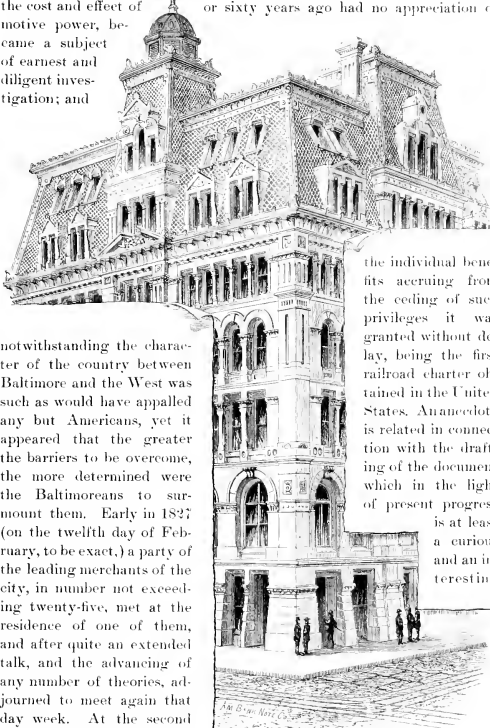 the cost and effect of
motive power, be-
came a subject
of earnest and
diligent inves-
tigation; and
notwithstanding the charac-
ter of the country between
Baltimore and the West was
such as would have appalled
any but Americans, yet it
appeared that the greater
the barriers to be overcome,
the more determined were
the Baltimoreans to sur-
mount them. Early in 1827
(on the twelfth day of Feb-
ruary, to be exact,) a party of
the leading merchants of the
city, in number not exceed-
ing twenty-five, met at the
residence of one of them,
and after quite an extended
talk, and the advancing of
any number of theories, ad-
journed to meet again that
day week. At the second
or sixty years ago had no appreciation o
the individual bene
fits accruing from
the ceding of suc
privileges it wa
granted without de
lay, being the firs
railroad charter ob
tained in the Unite
States. An anecdot
is related in connec
tion with the draft
ing of the documen
which in the ligh
of present progres
is at leas
a curiou
and an in
terestin